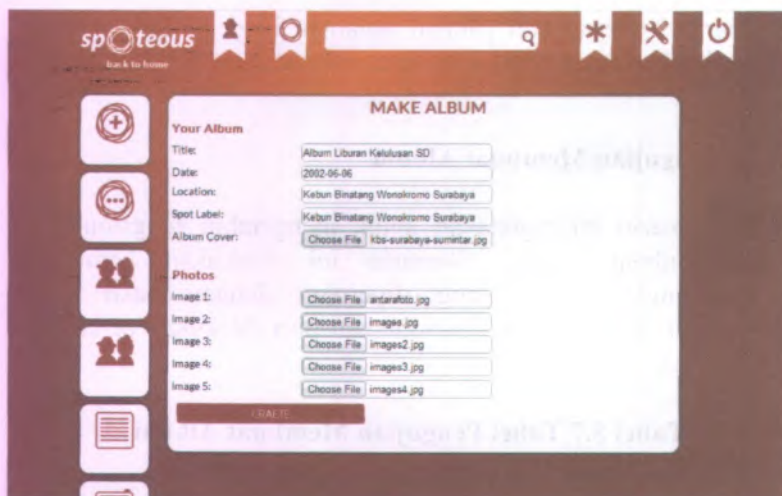 spoteous
back to home
MAKE ALBUM
Your Album
Title: Album Liburan Kelulusan SD
Date: 2002-06-06
Location: Kebun Binatang Wonokromo Surabaya
Spot Label: Kebun Binatang Wonokromo Surabaya
Album Cover: Choose File kbs-surabaya-sumintar.jpg
Photos
Image 1: Choose File antarafoto.jpg
Image 2: Choose File images.jpg
Image 3: Choose File images2.jpg
Image 4: Choose File images3.jpg
Image 5: Choose File images4.jpg
CREATE